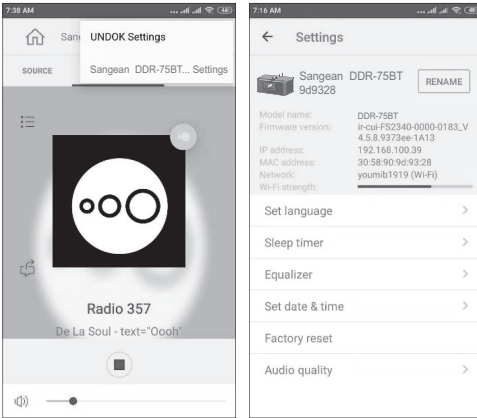 7:38 AM
48
San
UNDOK Settings
Sangean DDR-75BT... Settings
SOURCE
Radio 357
De La Soul - text="Oooh"
7:16 AM
Settings
Sangean DDR-75BT
9d9328
RENAME
Model name: DDR-75BT
Firmware version: ir-cui-FS2340-0000-0183_V
4.5.8.9373ee-1A13
IP address: 192.168.100.39
MAC address: 30:58:90:9d:93:28
Network: youmib1919 (Wi-Fi)
Wi-Fi strength:
Set language
Sleep timer
Equalizer
Set date & time
Factory reset
Audio quality